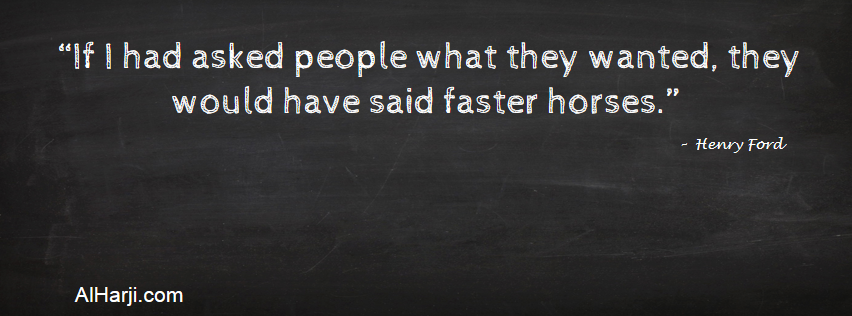 “If I had asked people what they wanted, they
would have said faster horses.”
- Henry Ford
AlHarji.com